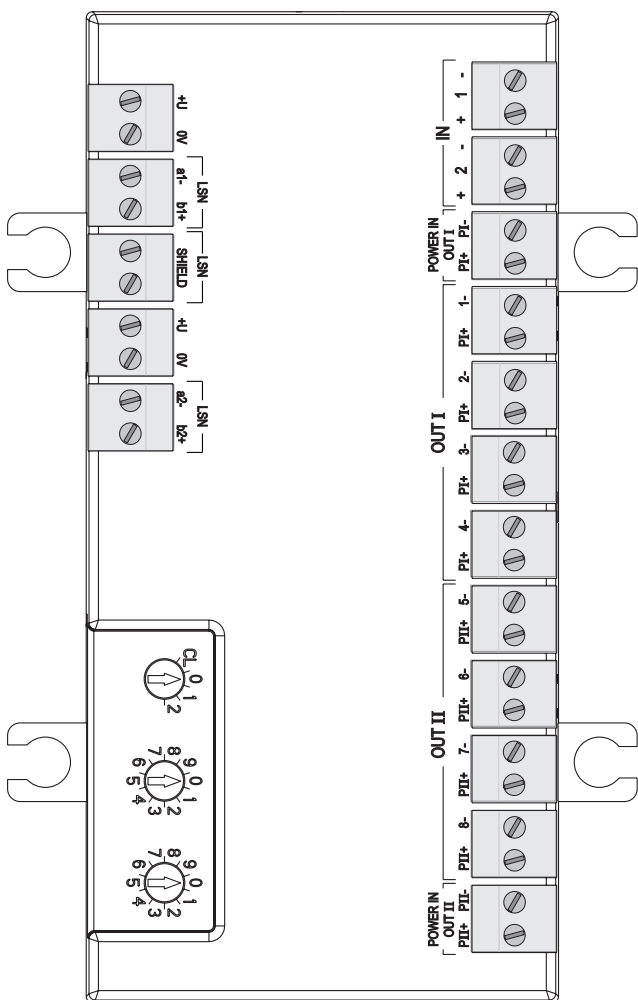 +U
0V
a1-
b1+
LSN
SHIELD
LSN
+U
0V
a2-
b2+
LSN
CL
0
1
2
0
1
2
3
4
5
6
7
8
9
0
1
2
3
4
5
6
7
8
9
IN
+ 1 -
+ 2 -
POWER IN
OUT I
PI+ PI-
OUT I
PI+ 1-
PI+ 2-
PI+ 3-
PI+ 4-
OUT II
PII+ 5-
PII+ 6-
PII+ 7-
PII+ 8-
POWER IN
OUT II
PII+ PII-